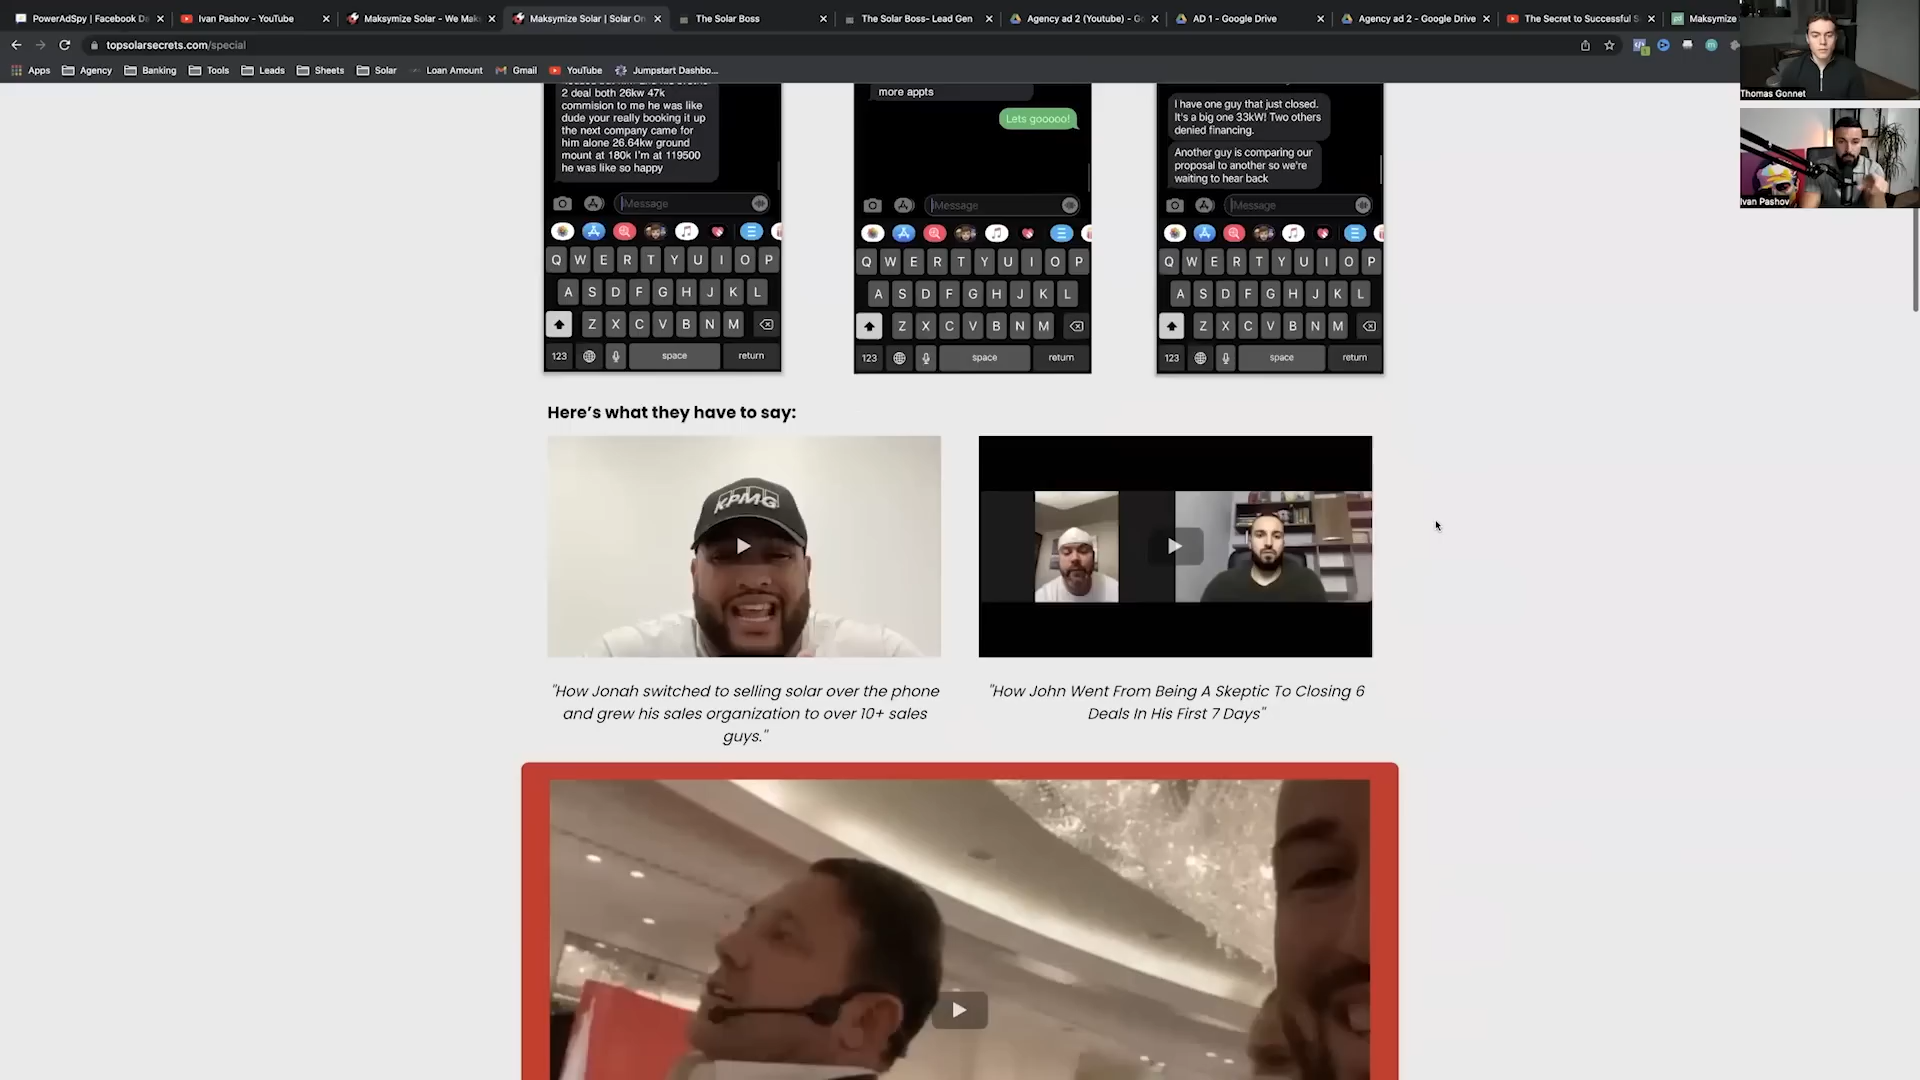 PowerAdSpy | Facebook D
Ivan Pashov - YouTube
Maksymize Solar - We Mak
Maksymize Solar | Solar On
The Solar Boss
The Solar Boss- Lead Gen
Agency ad 2 (Youtube) - G
AD 1 - Google Drive
Agency ad 2 - Google Drive
The Secret to Successful S
Maksymize
topsolarsecrets.com/special
Apps
Agency
Banking
Tools
Leads
Sheets
Solar
Loan Amount
Gmail
YouTube
Jumpstart Dashbo...
Thomas Gonnet
Ivan Pashov
2 deal both 26kw 47k
commision to me he was like
dude your really booking it up
the next company came for
him alone 26.64kw ground
mount at 180k I'm at 119500
he was like so happy
iMessage
Q W E R T Y U I O P
A S D F G H J K L
Z X C V B N M
123 space return
more appts
Lets gooooo!
iMessage
Q W E R T Y U I O P
A S D F G H J K L
Z X C V B N M
123 space return
I have one guy that just closed.
It's a big one 33kW! Two others
denied financing.
Another guy is comparing our
proposal to another so we're
waiting to hear back
iMessage
Q W E R T Y U I O P
A S D F G H J K L
Z X C V B N M
123 space return
Here's what they have to say:
KPMG
"How Jonah switched to selling solar over the phone
and grew his sales organization to over 10+ sales
guys."
"How John Went From Being A Skeptic To Closing 6
Deals In His First 7 Days"